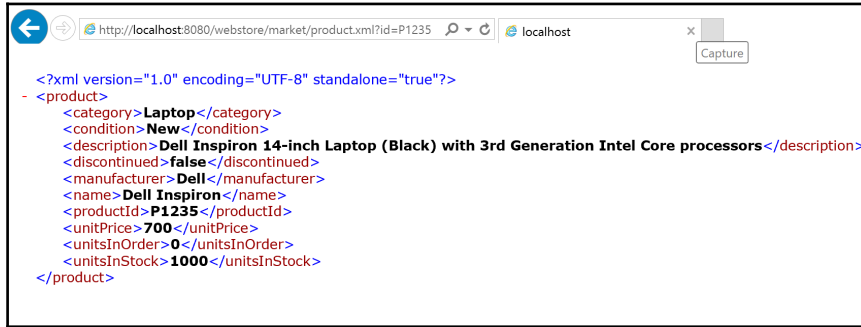 http://localhost:8080/webstore/market/product.xml?id=P1235
localhost
Capture
<?xml version="1.0" encoding="UTF-8" standalone="true"?>
- <product>
<category>Laptop</category>
<condition>New</condition>
<description>Dell Inspiron 14-inch Laptop (Black) with 3rd Generation Intel Core processors</description>
<discontinued>false</discontinued>
<manufacturer>Dell</manufacturer>
<name>Dell Inspiron</name>
<productId>P1235</productId>
<unitPrice>700</unitPrice>
<unitsInOrder>0</unitsInOrder>
<unitsInStock>1000</unitsInStock>
</product>